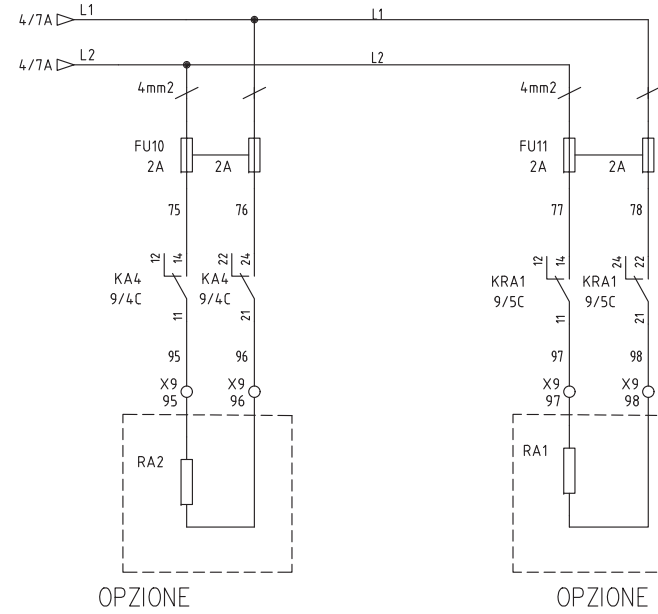 4/7A L1 L1
4/7A L2 L2
4mm2 4mm2
FU10 FU11
2A 2A 2A 2A
75 76 77 78
12 14 22 24 12 14 24 22
KA4 KA4 KRA1 KRA1
9/4C 9/4C 9/5C 9/5C
11 21 11 21
95 96 97 98
X9 X9 X9 X9
95 96 97 98
RA2 RA1
OPZIONE OPZIONE